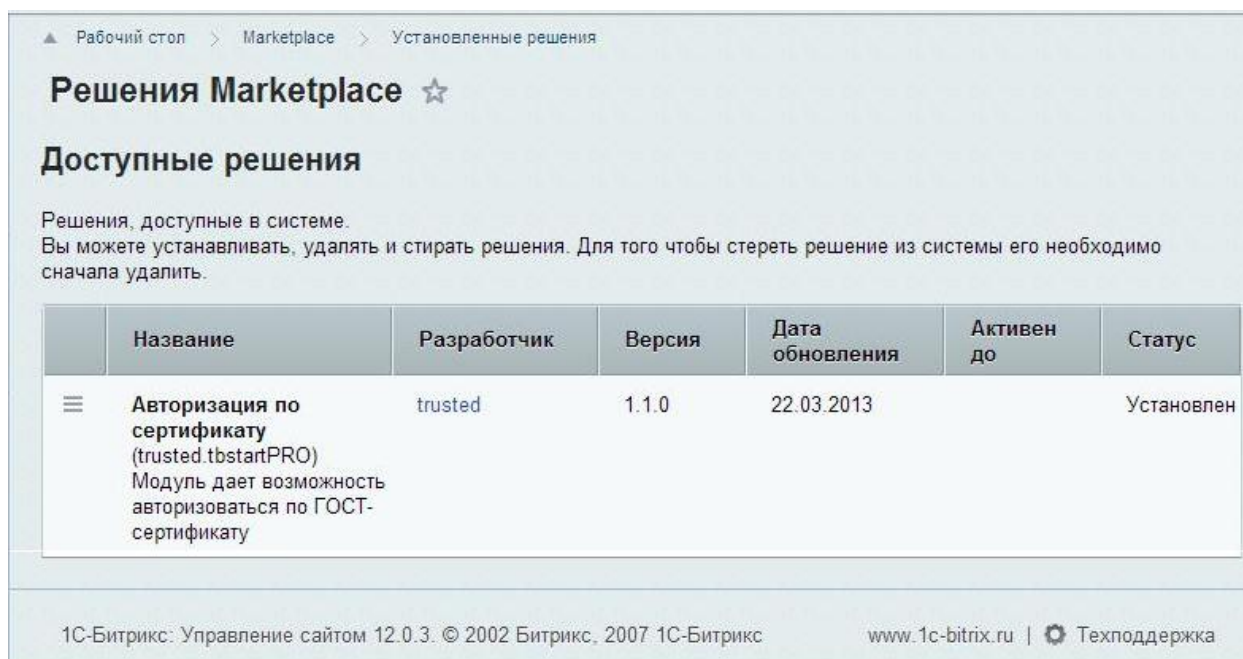 Рабочий стол > Marketplace > Установленные решения
Решения Marketplace
Доступные решения
Решения, доступные в системе.
Вы можете устанавливать, удалять и стирать решения. Для того чтобы стереть решение из системы его необходимо
сначала удалить.
Название Разработчик Версия Дата обновления Активен до Статус
Авторизация по trusted 1.1.0 22.03.2013 Установлен
сертификату
(trusted.tbstartPRO)
Модуль дает возможность
авторизоваться по ГОСТ-
сертификату
1С-Битрикс: Управление сайтом 12.0.3. © 2002 Битрикс, 2007 1С-Битрикс www.1c-bitrix.ru | Техподдержка